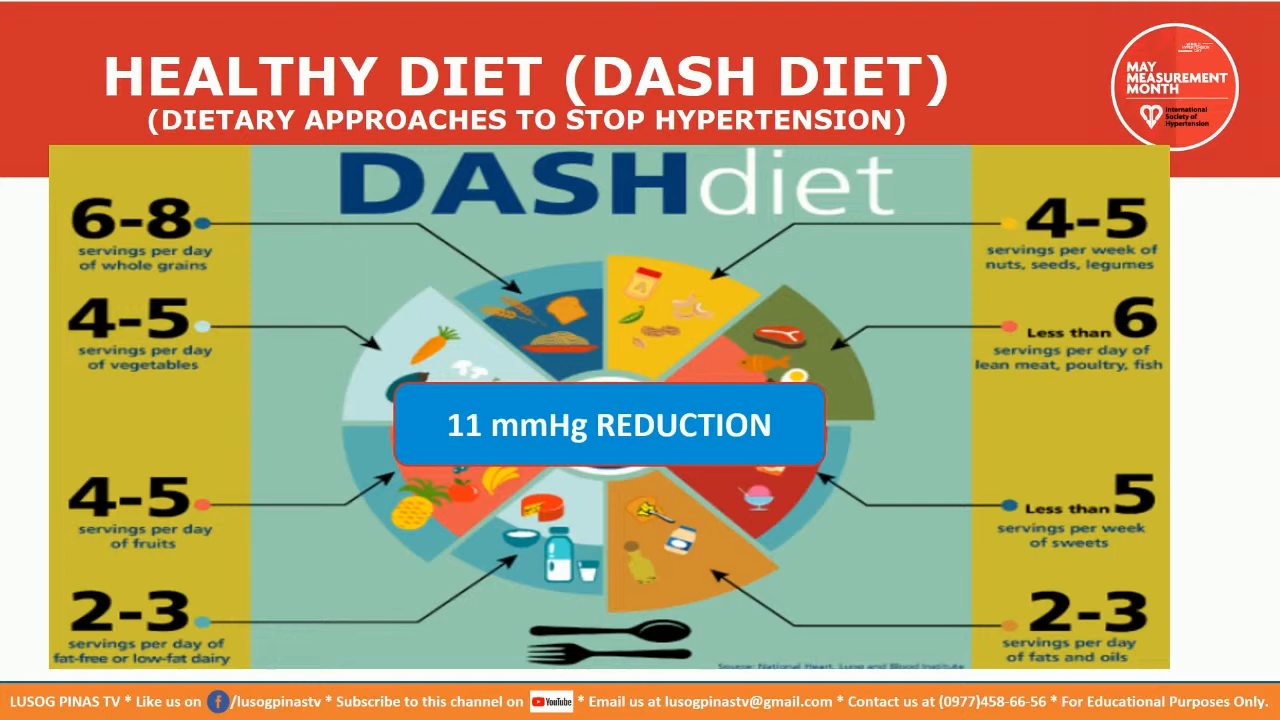 HEALTHY DIET (DASH DIET)
(DIETARY APPROACHES TO STOP HYPERTENSION)
MAY
MEASUREMENT
MONTH
International
Society of
Hypertension
DASHdiet
6-8
servings per day
of whole grains
4-5
servings per day
of vegetables
4-5
servings per day
of fruits
2-3
servings per day of
fat-free or low-fat dairy
4-5
servings per week of
nuts, seeds, legumes
Less than 6
servings per day of
lean meat, poultry, fish
Less than 5
servings per week
of sweets
2-3
servings per day
of fats and oils
11 mmHg REDUCTION
Source: National Heart, Lung and Blood Institute
LUSOG PINAS TV * Like us on f/lusogpinastv * Subscribe to this channel on YouTube * Email us at lusogpinastv@gmail.com * Contact us at (0977)458-66-56 * For Educational Purposes Only.